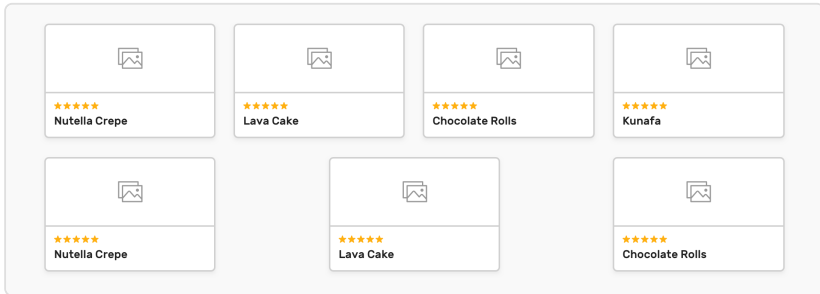 Nutella Crepe
Lava Cake
Chocolate Rolls
Kunafa
Nutella Crepe
Lava Cake
Chocolate Rolls